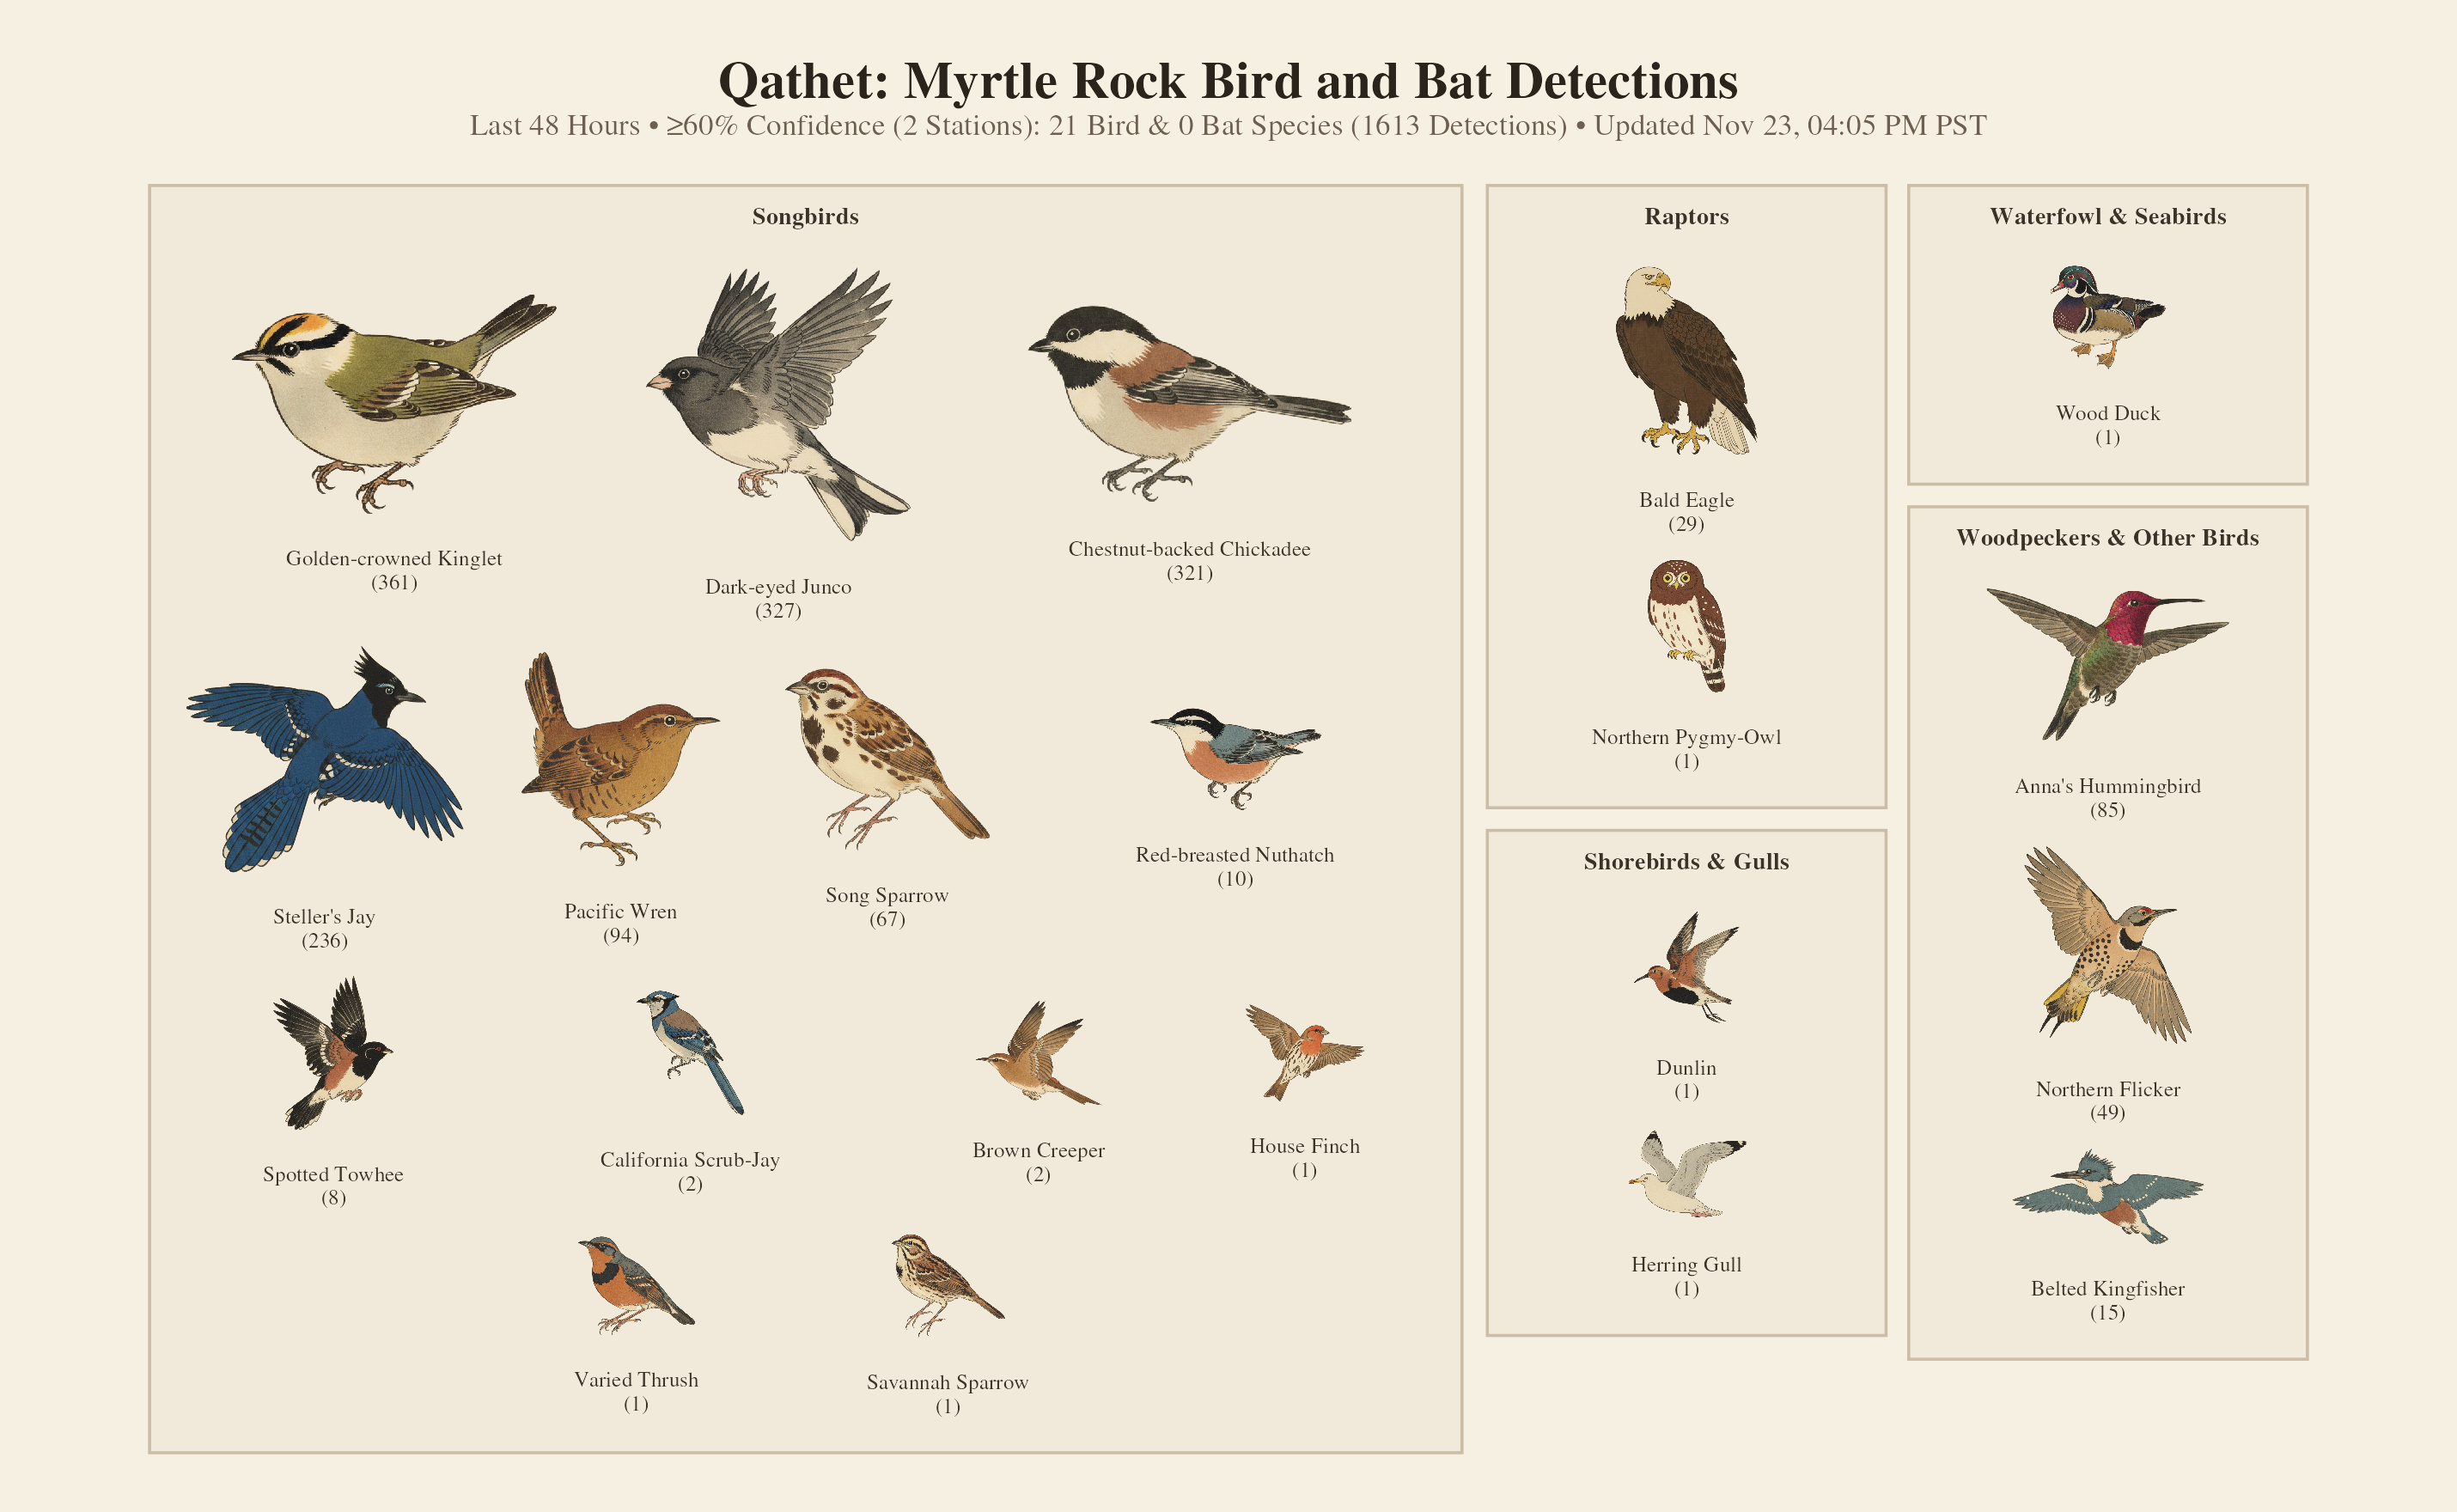 Qathet: Myrtle Rock Bird and Bat Detections
Last 48 Hours • ≥60% Confidence (2 Stations): 21 Bird & 0 Bat Species (1613 Detections) • Updated Nov 23, 04:05 PM PST
Songbirds
Golden-crowned Kinglet
(361)
Dark-eyed Junco
(327)
Chestnut-backed Chickadee
(321)
Steller's Jay
(236)
Pacific Wren
(94)
Song Sparrow
(67)
Red-breasted Nuthatch
(10)
Spotted Towhee
(8)
California Scrub-Jay
(2)
Brown Creeper
(2)
House Finch
(1)
Varied Thrush
(1)
Savannah Sparrow
(1)
Raptors
Bald Eagle
(29)
Northern Pygmy-Owl
(1)
Shorebirds & Gulls
Dunlin
(1)
Herring Gull
(1)
Waterfowl & Seabirds
Wood Duck
(1)
Woodpeckers & Other Birds
Anna's Hummingbird
(85)
Northern Flicker
(49)
Belted Kingfisher
(15)